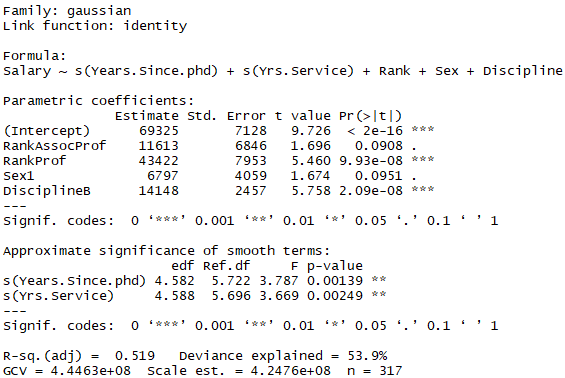 Family: gaussian
Link function: identity
Formula:
Salary ~ s(Years.Since.phd) + s(Yrs.Service) + Rank + Sex + Discipline
Parametric coefficients:
Estimate Std. Error t value Pr(>|t|)
(Intercept) 69325 7128 9.726 < 2e-16 ***
RankAssocProf 11613 6846 1.696 0.0908 .
RankProf 43422 7953 5.460 9.93e-08 ***
Sex1 6797 4059 1.674 0.0951 .
DisciplineB 14148 2457 5.758 2.09e-08 ***
---
Signif. codes: 0 ‘***’ 0.001 ‘**’ 0.01 ‘*’ 0.05 ‘.’ 0.1 ‘ ’ 1
Approximate significance of smooth terms:
edf Ref.df F p-value
s(Years.Since.phd) 4.582 5.722 3.787 0.00139 **
s(Yrs.Service) 4.588 5.696 3.669 0.00249 **
---
Signif. codes: 0 ‘***’ 0.001 ‘**’ 0.01 ‘*’ 0.05 ‘.’ 0.1 ‘ ’ 1
R-sq.(adj) = 0.519 Deviance explained = 53.9%
GCV = 4.4463e+08 Scale est. = 4.2476e+08 n = 317